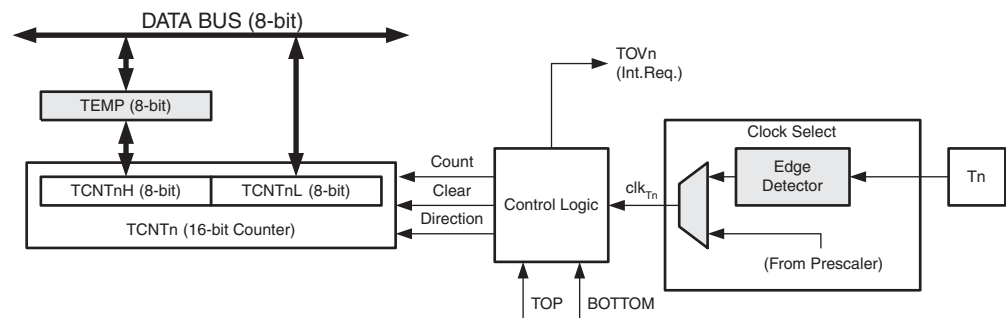 DATA BUS (8-bit)
TEMP (8-bit)
TCNTnH (8-bit)
TCNTnL (8-bit)
TCNTn (16-bit Counter)
Count
Clear
Direction
Control Logic
TOVn
(Int.Req.)
TOP
BOTTOM
clkTn
Clock Select
Edge
Detector
(From Prescaler)
Tn